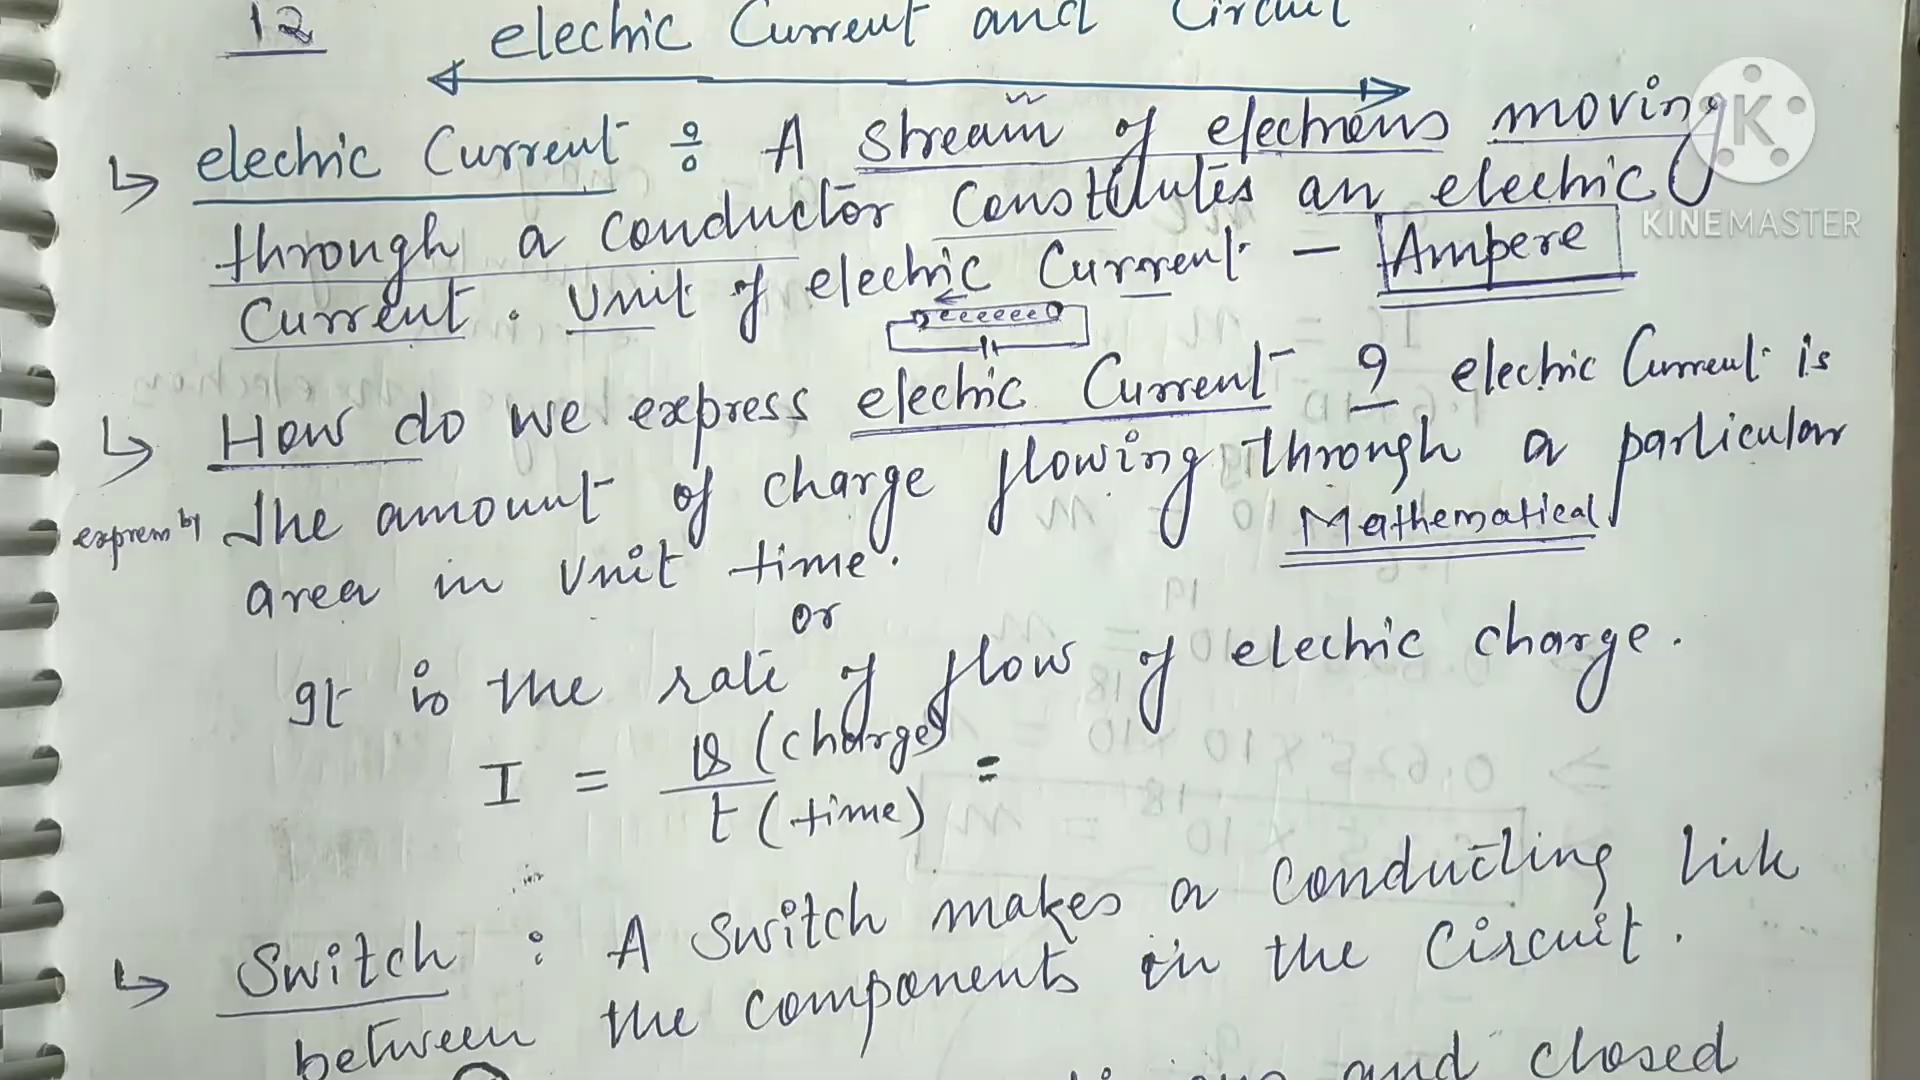 12
electric Current and Circuit
electric Current : A stream of electrons moving
through a conductor constitutes an electric
Current. Unit of electric Current - Ampere
How do we express electric Current ? electric Current is
express by the amount of charge flowing through a particular
area in unit time. Mathematical
or
It is the rate of flow of electric charge.
I = Q (charge) / t (time) =
Switch : A switch makes a conducting link
between the components in the circuit.
and closed
K
KINEMASTER